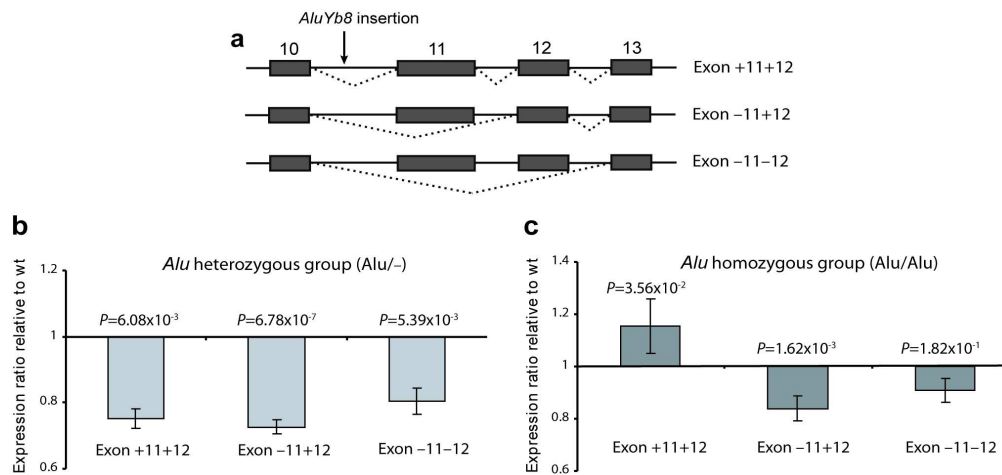 AluYb8 insertion
a
10 11 12 13
Exon +11+12
Exon –11+12
Exon –11–12
b
Expression ratio relative to wt
Alu heterozygous group (Alu/–)
1.2
1
0.8
0.6
P=6.08x10⁻³
P=6.78x10⁻⁷
P=5.39x10⁻³
Exon +11+12
Exon –11+12
Exon –11–12
c
Expression ratio relative to wt
Alu homozygous group (Alu/Alu)
1.4
1.2
1
0.8
0.6
P=3.56x10⁻²
P=1.62x10⁻³
P=1.82x10⁻¹
Exon +11+12
Exon –11+12
Exon –11–12